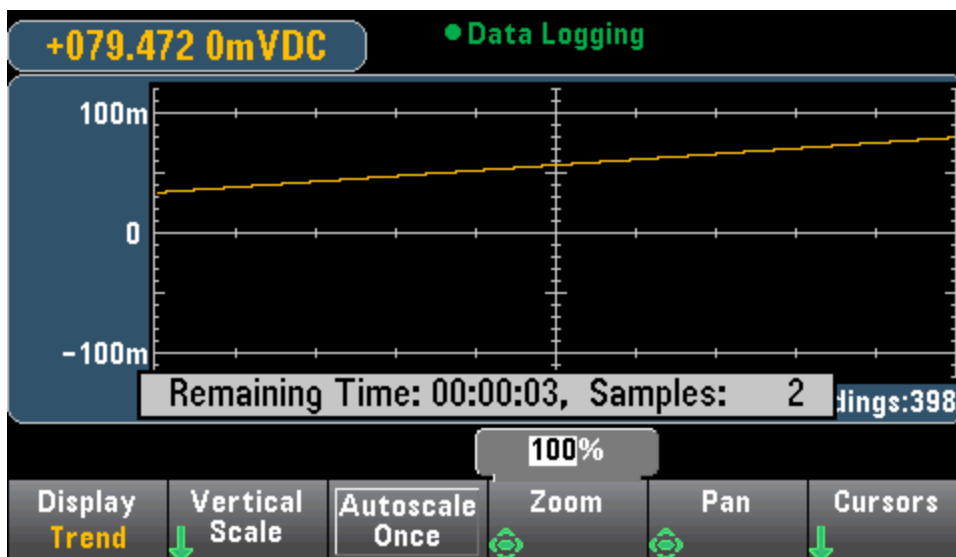 +079.472 0mVDC
Data Logging
100m
0
-100m
Remaining Time: 00:00:03, Samples: 2
dings:398
100%
Display
Trend
Vertical
Scale
Autoscale
Once
Zoom
Pan
Cursors